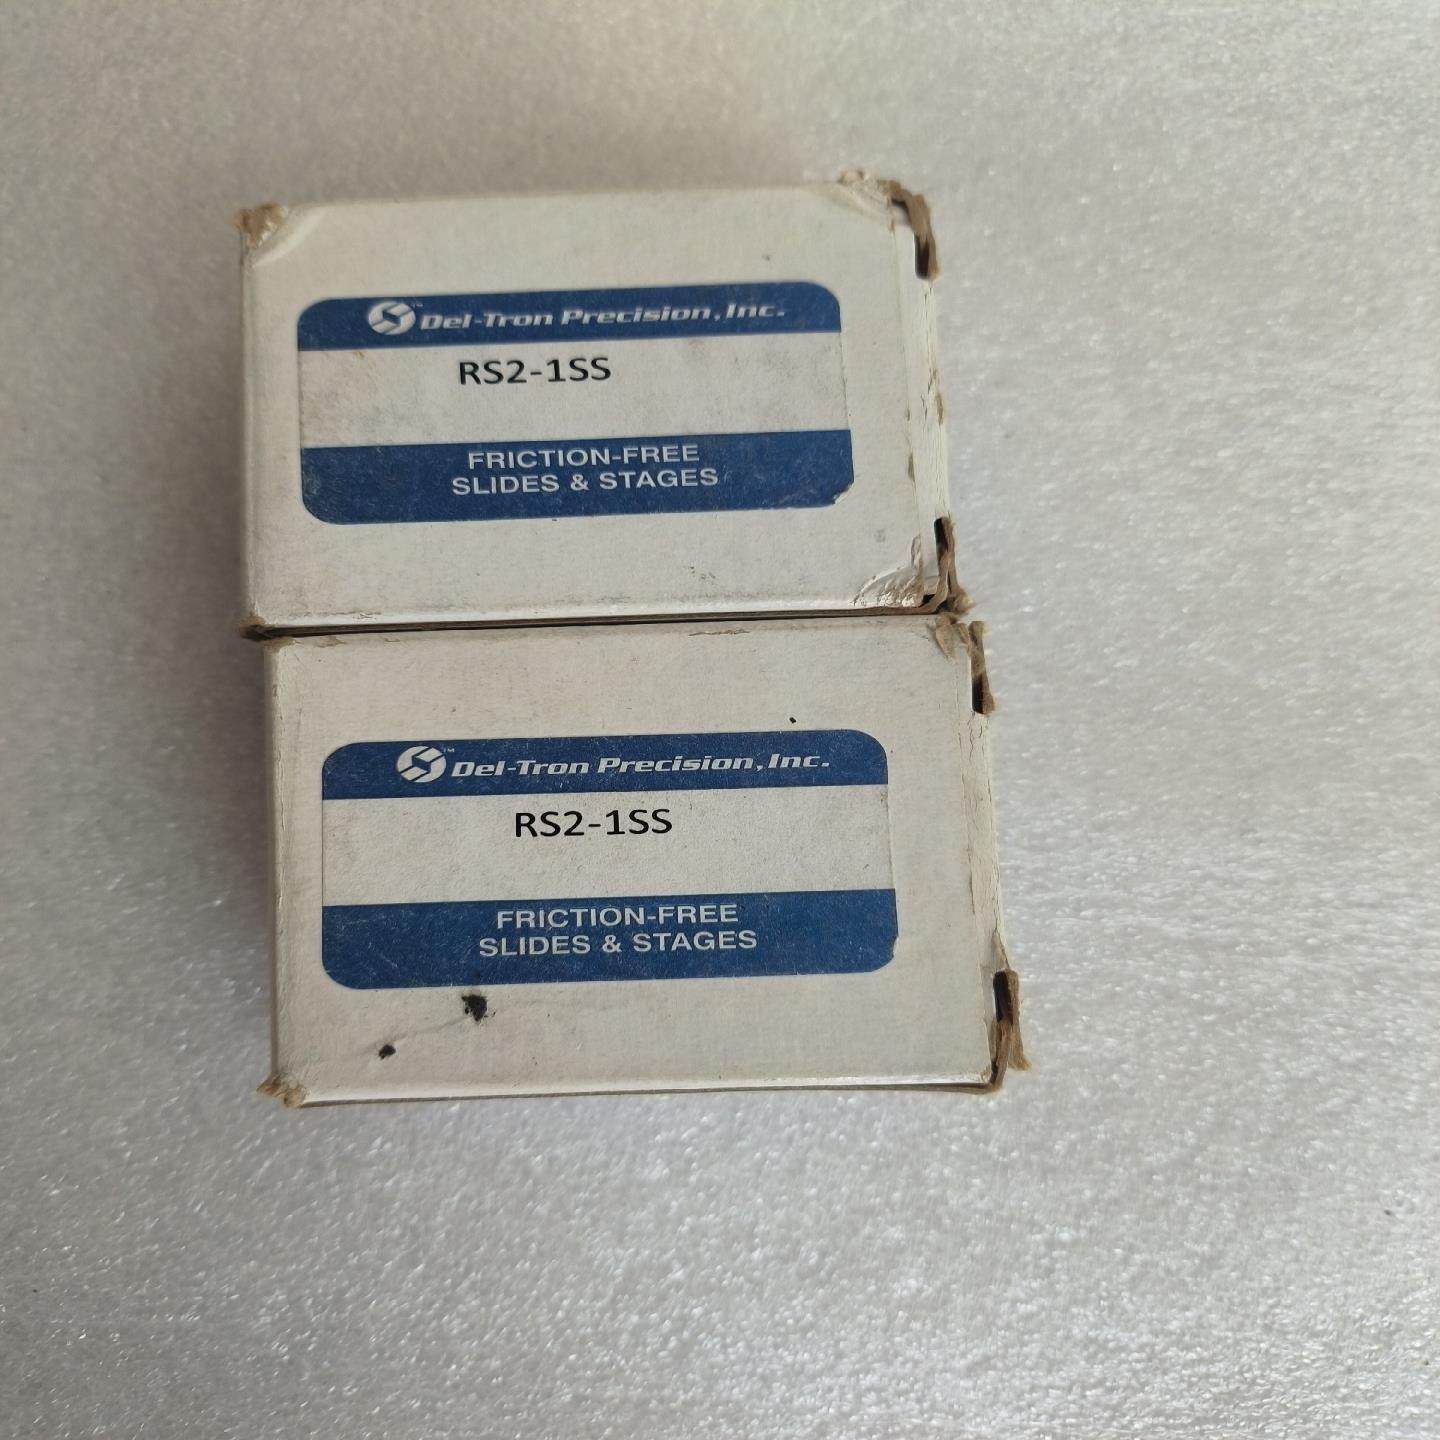 Del-Tron Precision, Inc.
RS2-1SS
FRICTION-FREE
SLIDES & STAGES
Del-Tron Precision, Inc.
RS2-1SS
FRICTION-FREE
SLIDES & STAGES